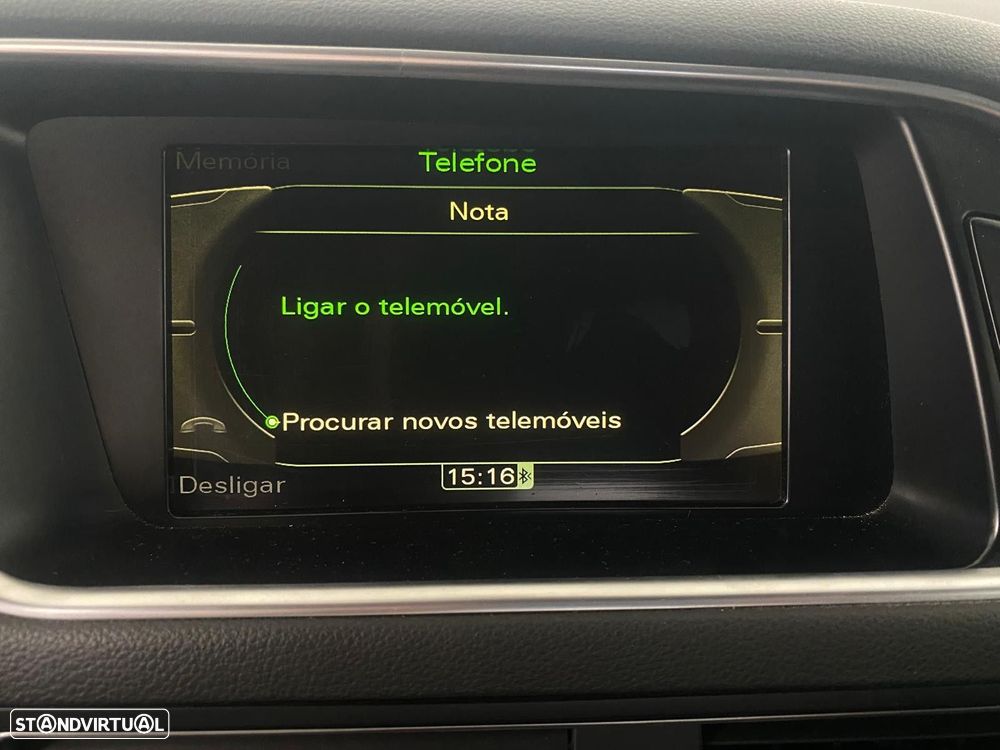 Memória
Telefone
Nota
Ligar o telemóvel.
Procurar novos telemóveis
15:16
Desligar
STANDVIRTUAL